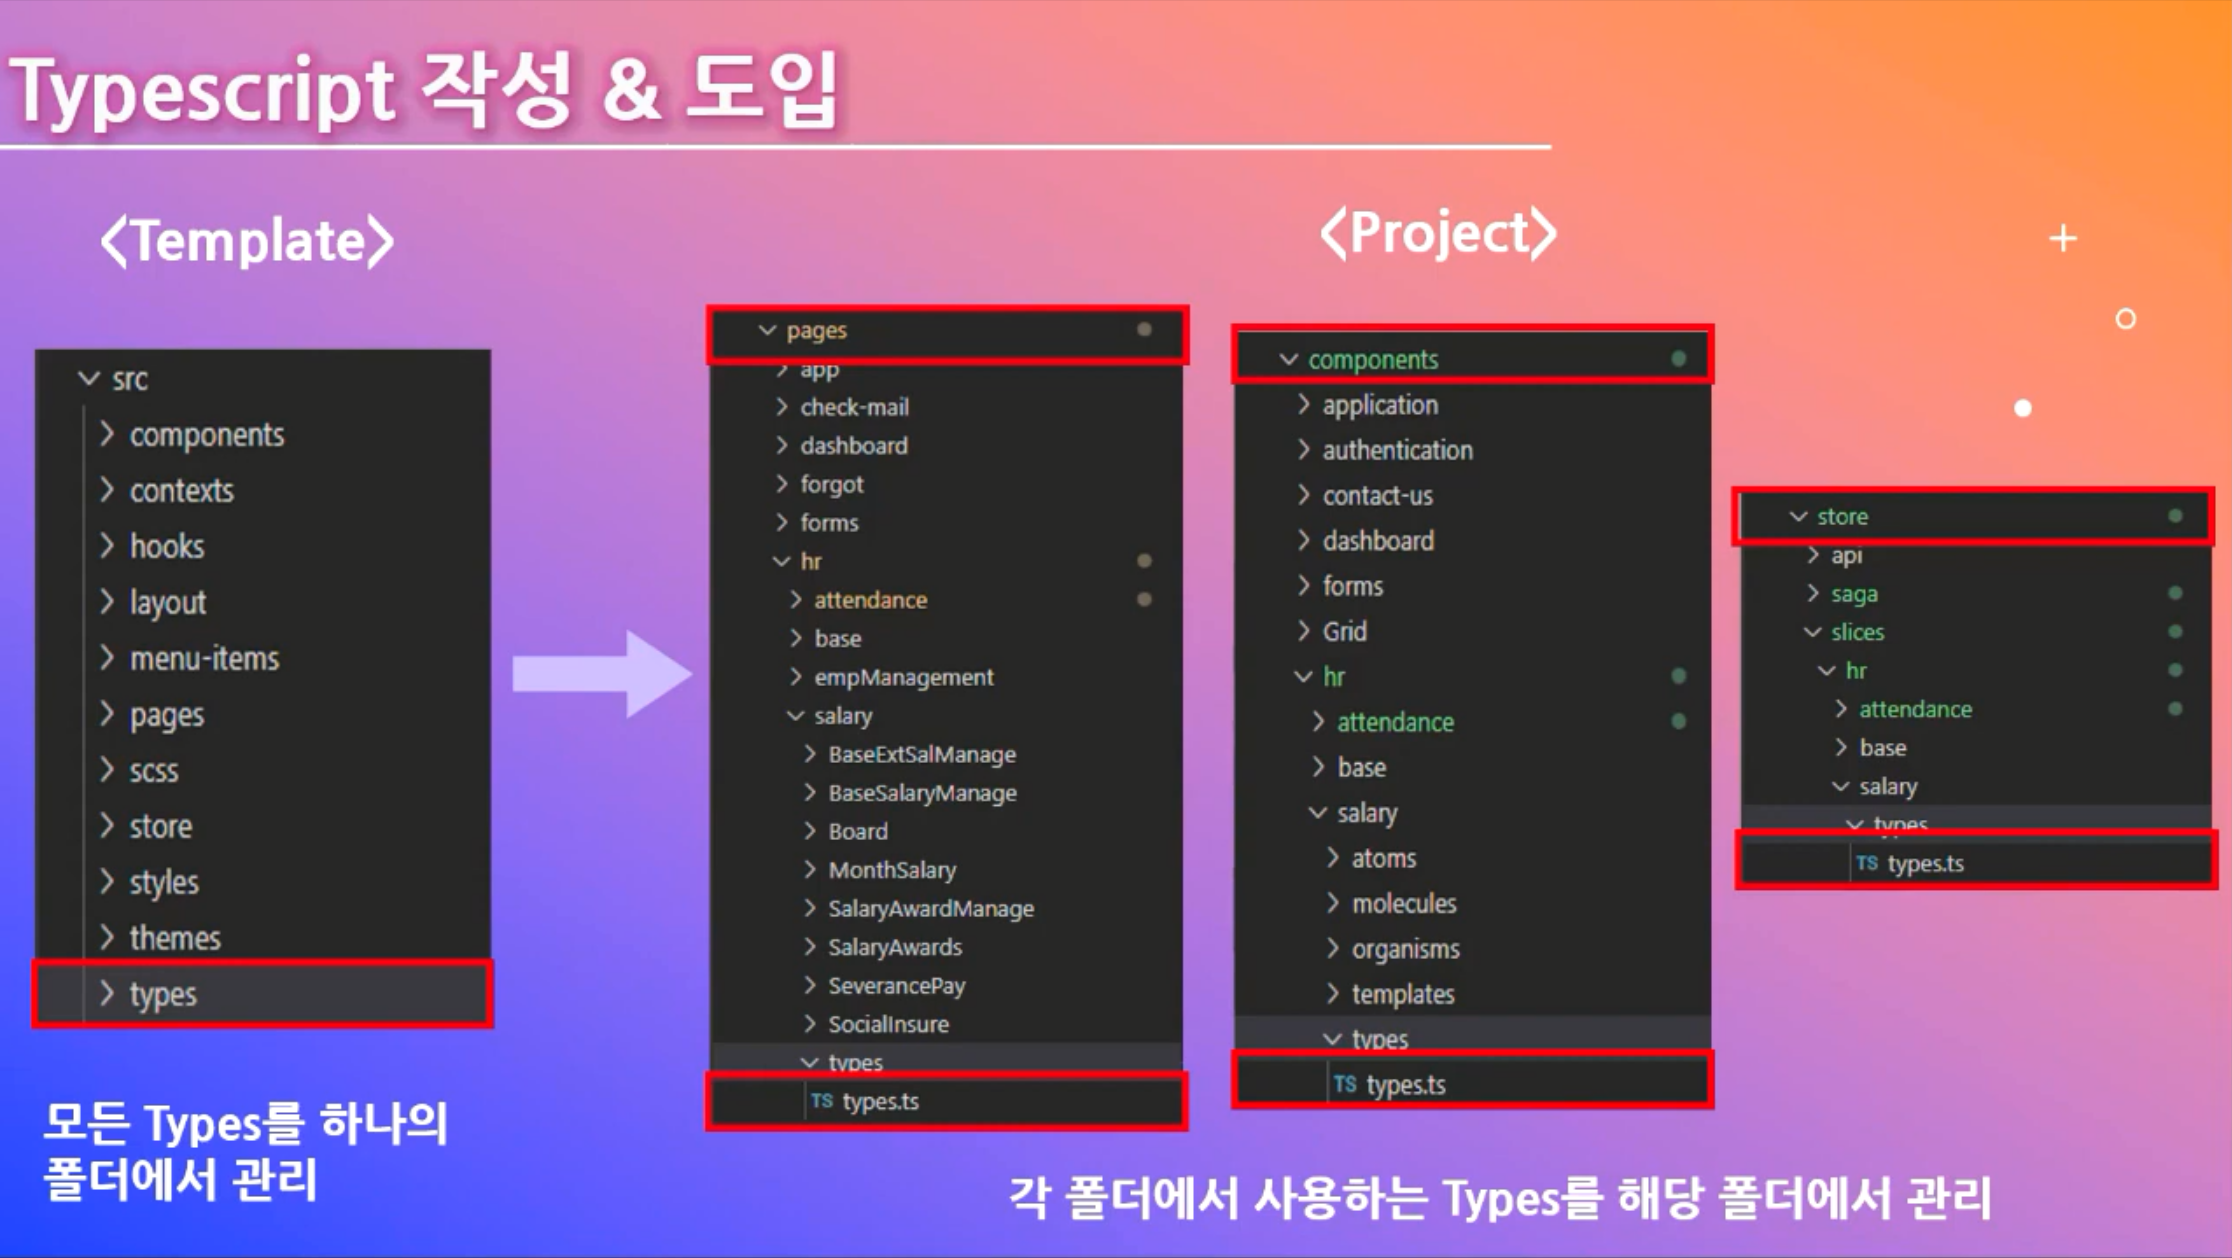 Typescript 작성 & 도입
<Template>
src
components
contexts
hooks
layout
menu-items
pages
scss
store
styles
themes
types
모든 Types를 하나의
폴더에서 관리
<Project>
pages
app
check-mail
dashboard
forgot
forms
hr
attendance
base
empManagement
salary
BaseExtSalManage
BaseSalaryManage
Board
MonthSalary
SalaryAwardManage
SalaryAwards
SeverancePay
SocialInsure
types
TS types.ts
components
application
authentication
contact-us
dashboard
forms
Grid
hr
attendance
base
salary
atoms
molecules
organisms
templates
types
TS types.ts
store
api
saga
slices
hr
attendance
base
salary
types
TS types.ts
각 폴더에서 사용하는 Types를 해당 폴더에서 관리